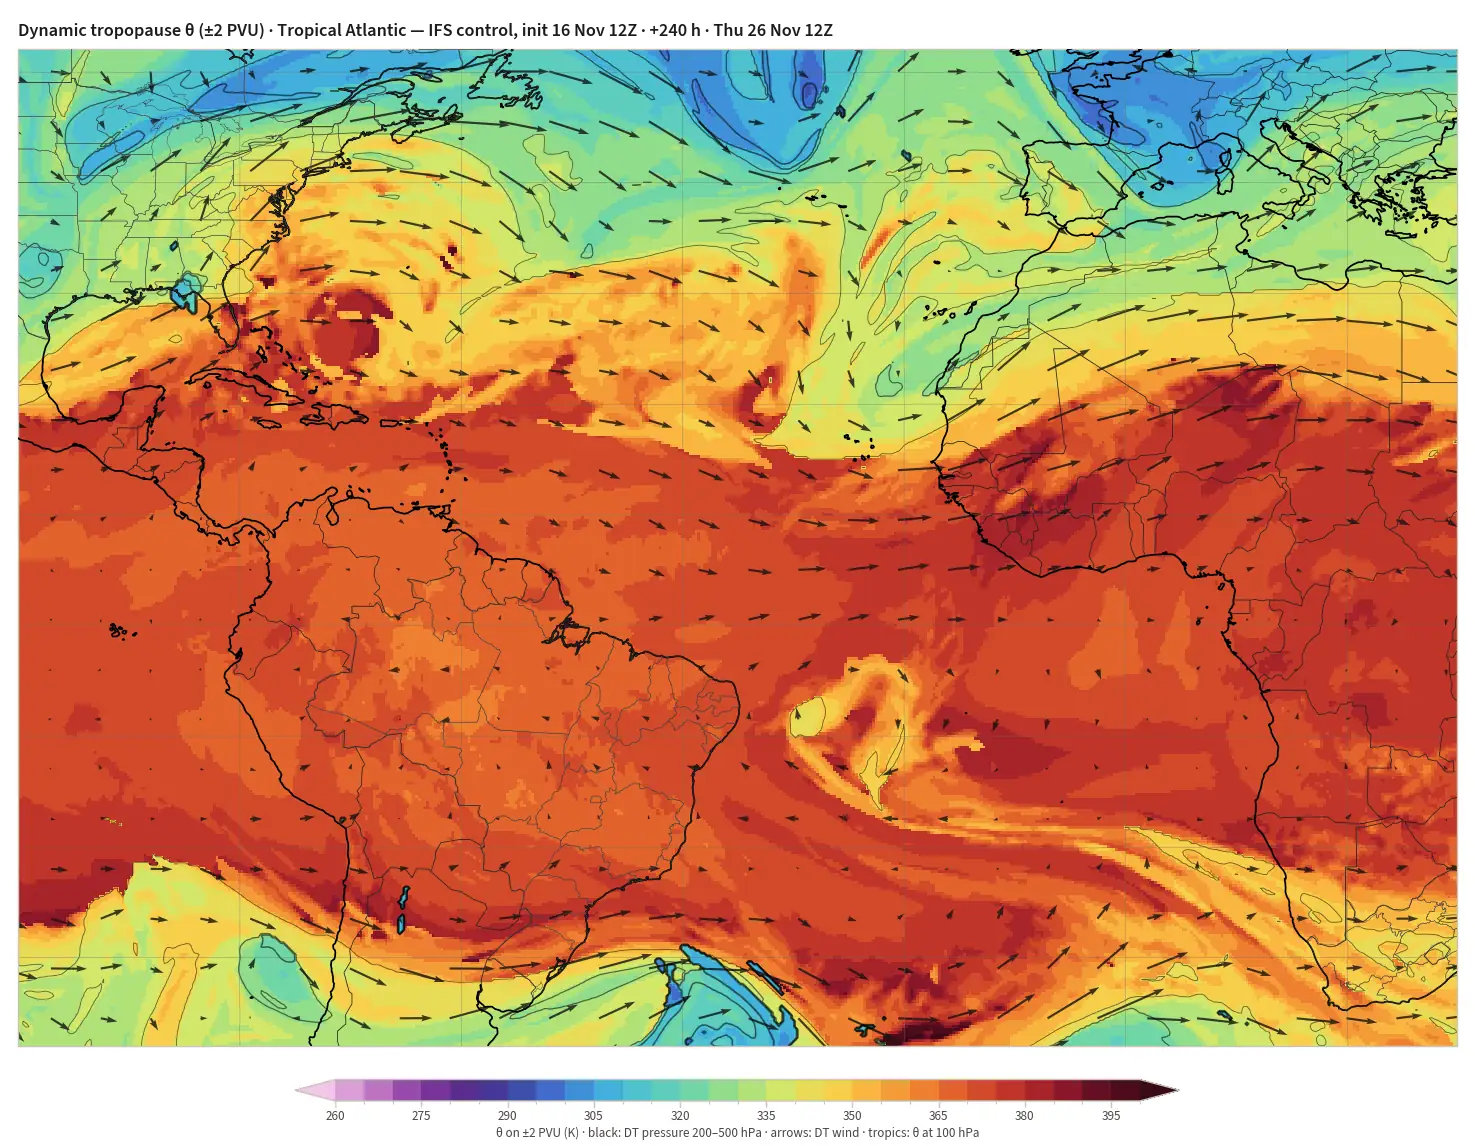 Dynamic tropopause θ (±2 PVU) · Tropical Atlantic — IFS control, init 16 Nov 12Z · +240 h · Thu 26 Nov 12Z
260 275 290 305 320 335 350 365 380 395
θ on ±2 PVU (K) · black: DT pressure 200–500 hPa · arrows: DT wind · tropics: θ at 100 hPa